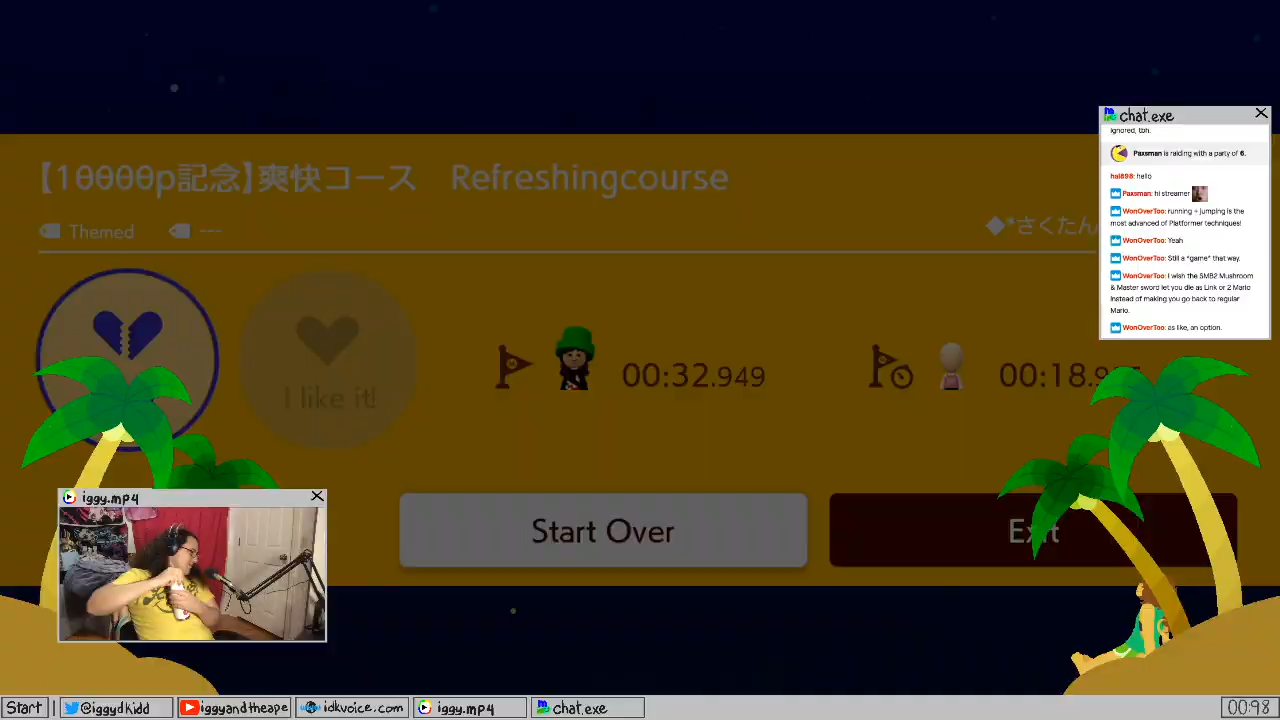 【10000p記念】爽快コース Refreshingcourse
Themed ---
◆*さくたん
I like it!
00:32.949
00:18.9
Start Over
Exit
chat.exe
ignored, tbh.
Paxsman is raiding with a party of 6.
hal898: hello
Paxsman: hi streamer
WonOverToo: running + jumping is the
most advanced of Platformer techniques!
WonOverToo: Yeah
WonOverToo: Still a *game* that way.
WonOverToo: I wish the SMB2 Mushroom
& Master sword let you die as Link or 2 Mario
instead of making you go back to regular
Mario.
WonOverToo: as like, an option.
iggy.mp4
Start | @iggydkidd iggyandtheape idkvoice.com iggy.mp4 chat.exe 00:98